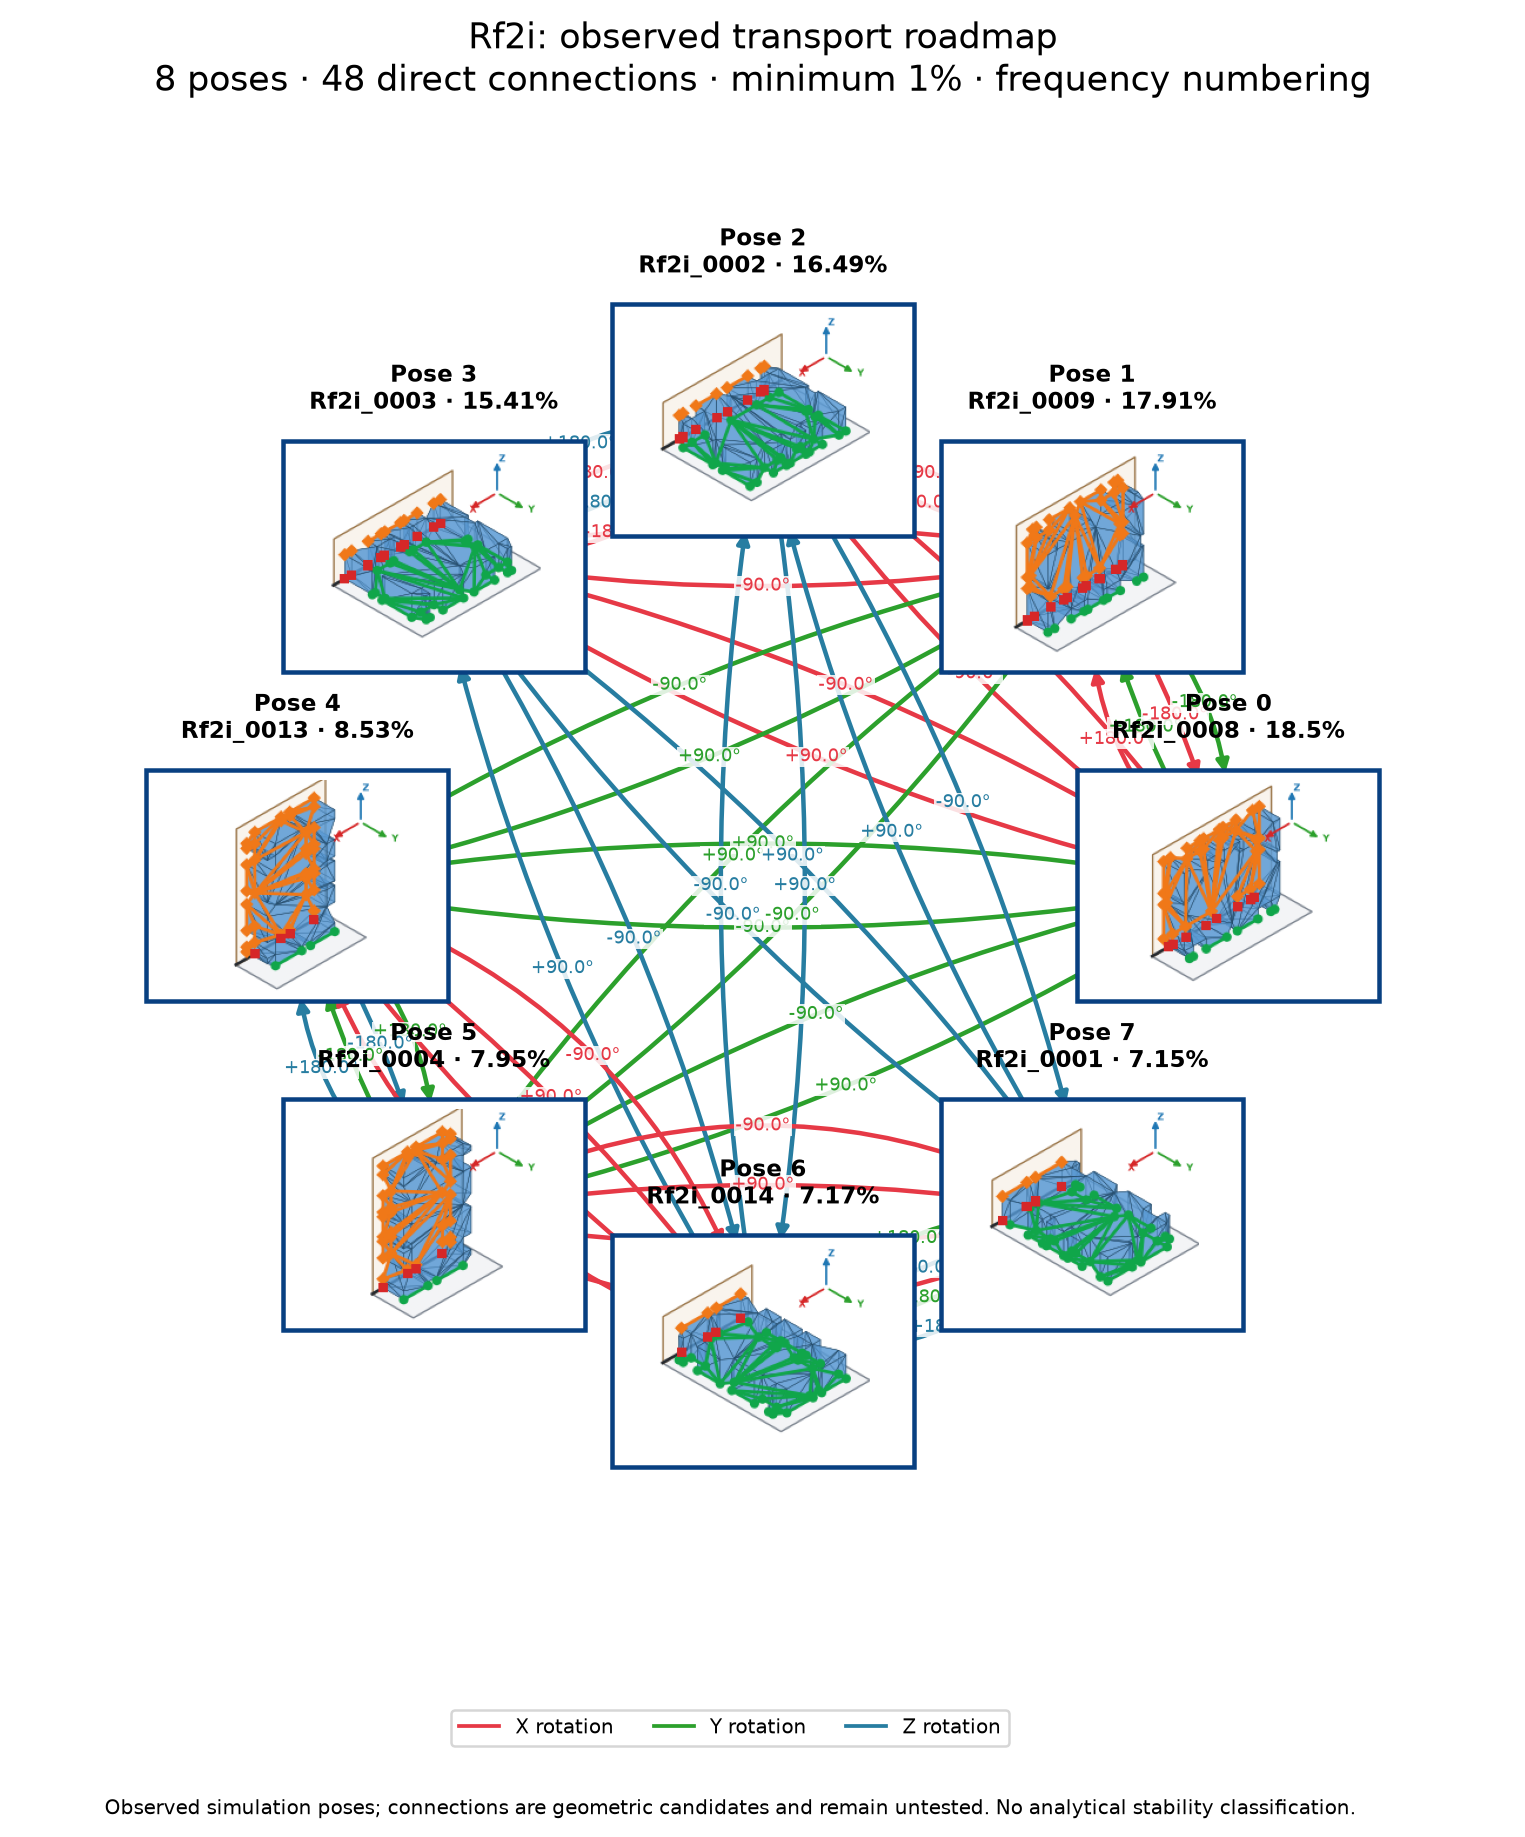 Rf2i: observed transport roadmap
8 poses · 48 direct connections · minimum 1% · frequency numbering
Pose 2
Rf2i_0002 · 16.49%
Pose 3
Rf2i_0003 · 15.41%
Pose 1
Rf2i_0009 · 17.91%
Z
X
Y
Z
X
Y
Z
Y
-90.0°
-90.0°
-90.0°
+90.0°
+90.0°
Pose 4
Rf2i_0013 · 8.53%
Pose 0
Rf2i_0008 · 18.5%
Z
X
Y
Z
Y
-90.0°
+90.0°
+90.0°
+90.0°
-90.0°
+90.0°
-90.0°
-90.0°
-90.0°
-90.0°
+90.0°
-90.0°
-90.0°
+90.0°
+90.0°
-90.0°
+90.0°
Pose 5
Rf2i_0004 · 7.95%
Pose 7
Rf2i_0001 · 7.15%
Z
X
Y
Z
X
Y
Pose 6
Rf2i_0014 · 7.17%
+90.0°
Z
X
Y
X rotation
Y rotation
Z rotation
Observed simulation poses; connections are geometric candidates and remain untested. No analytical stability classification.